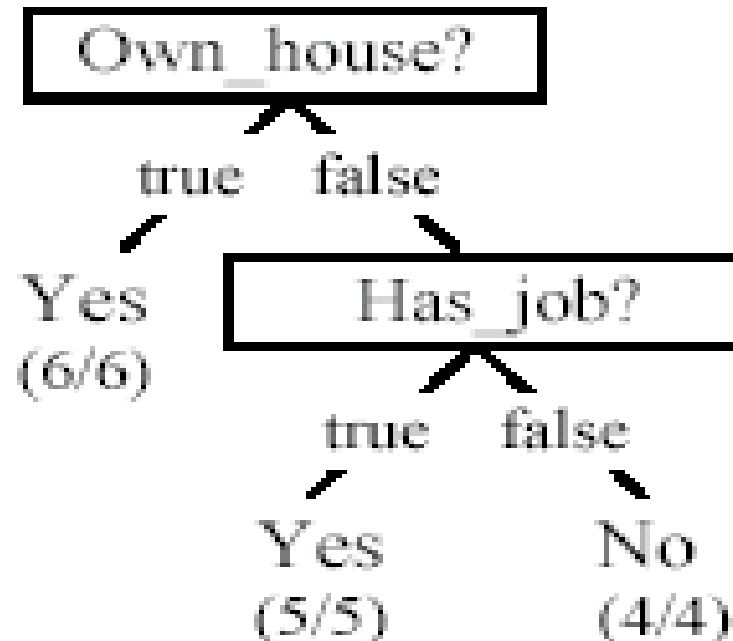 Own_house?
true false
Yes Has_job?
(6/6)
true false
Yes No
(5/5) (4/4)